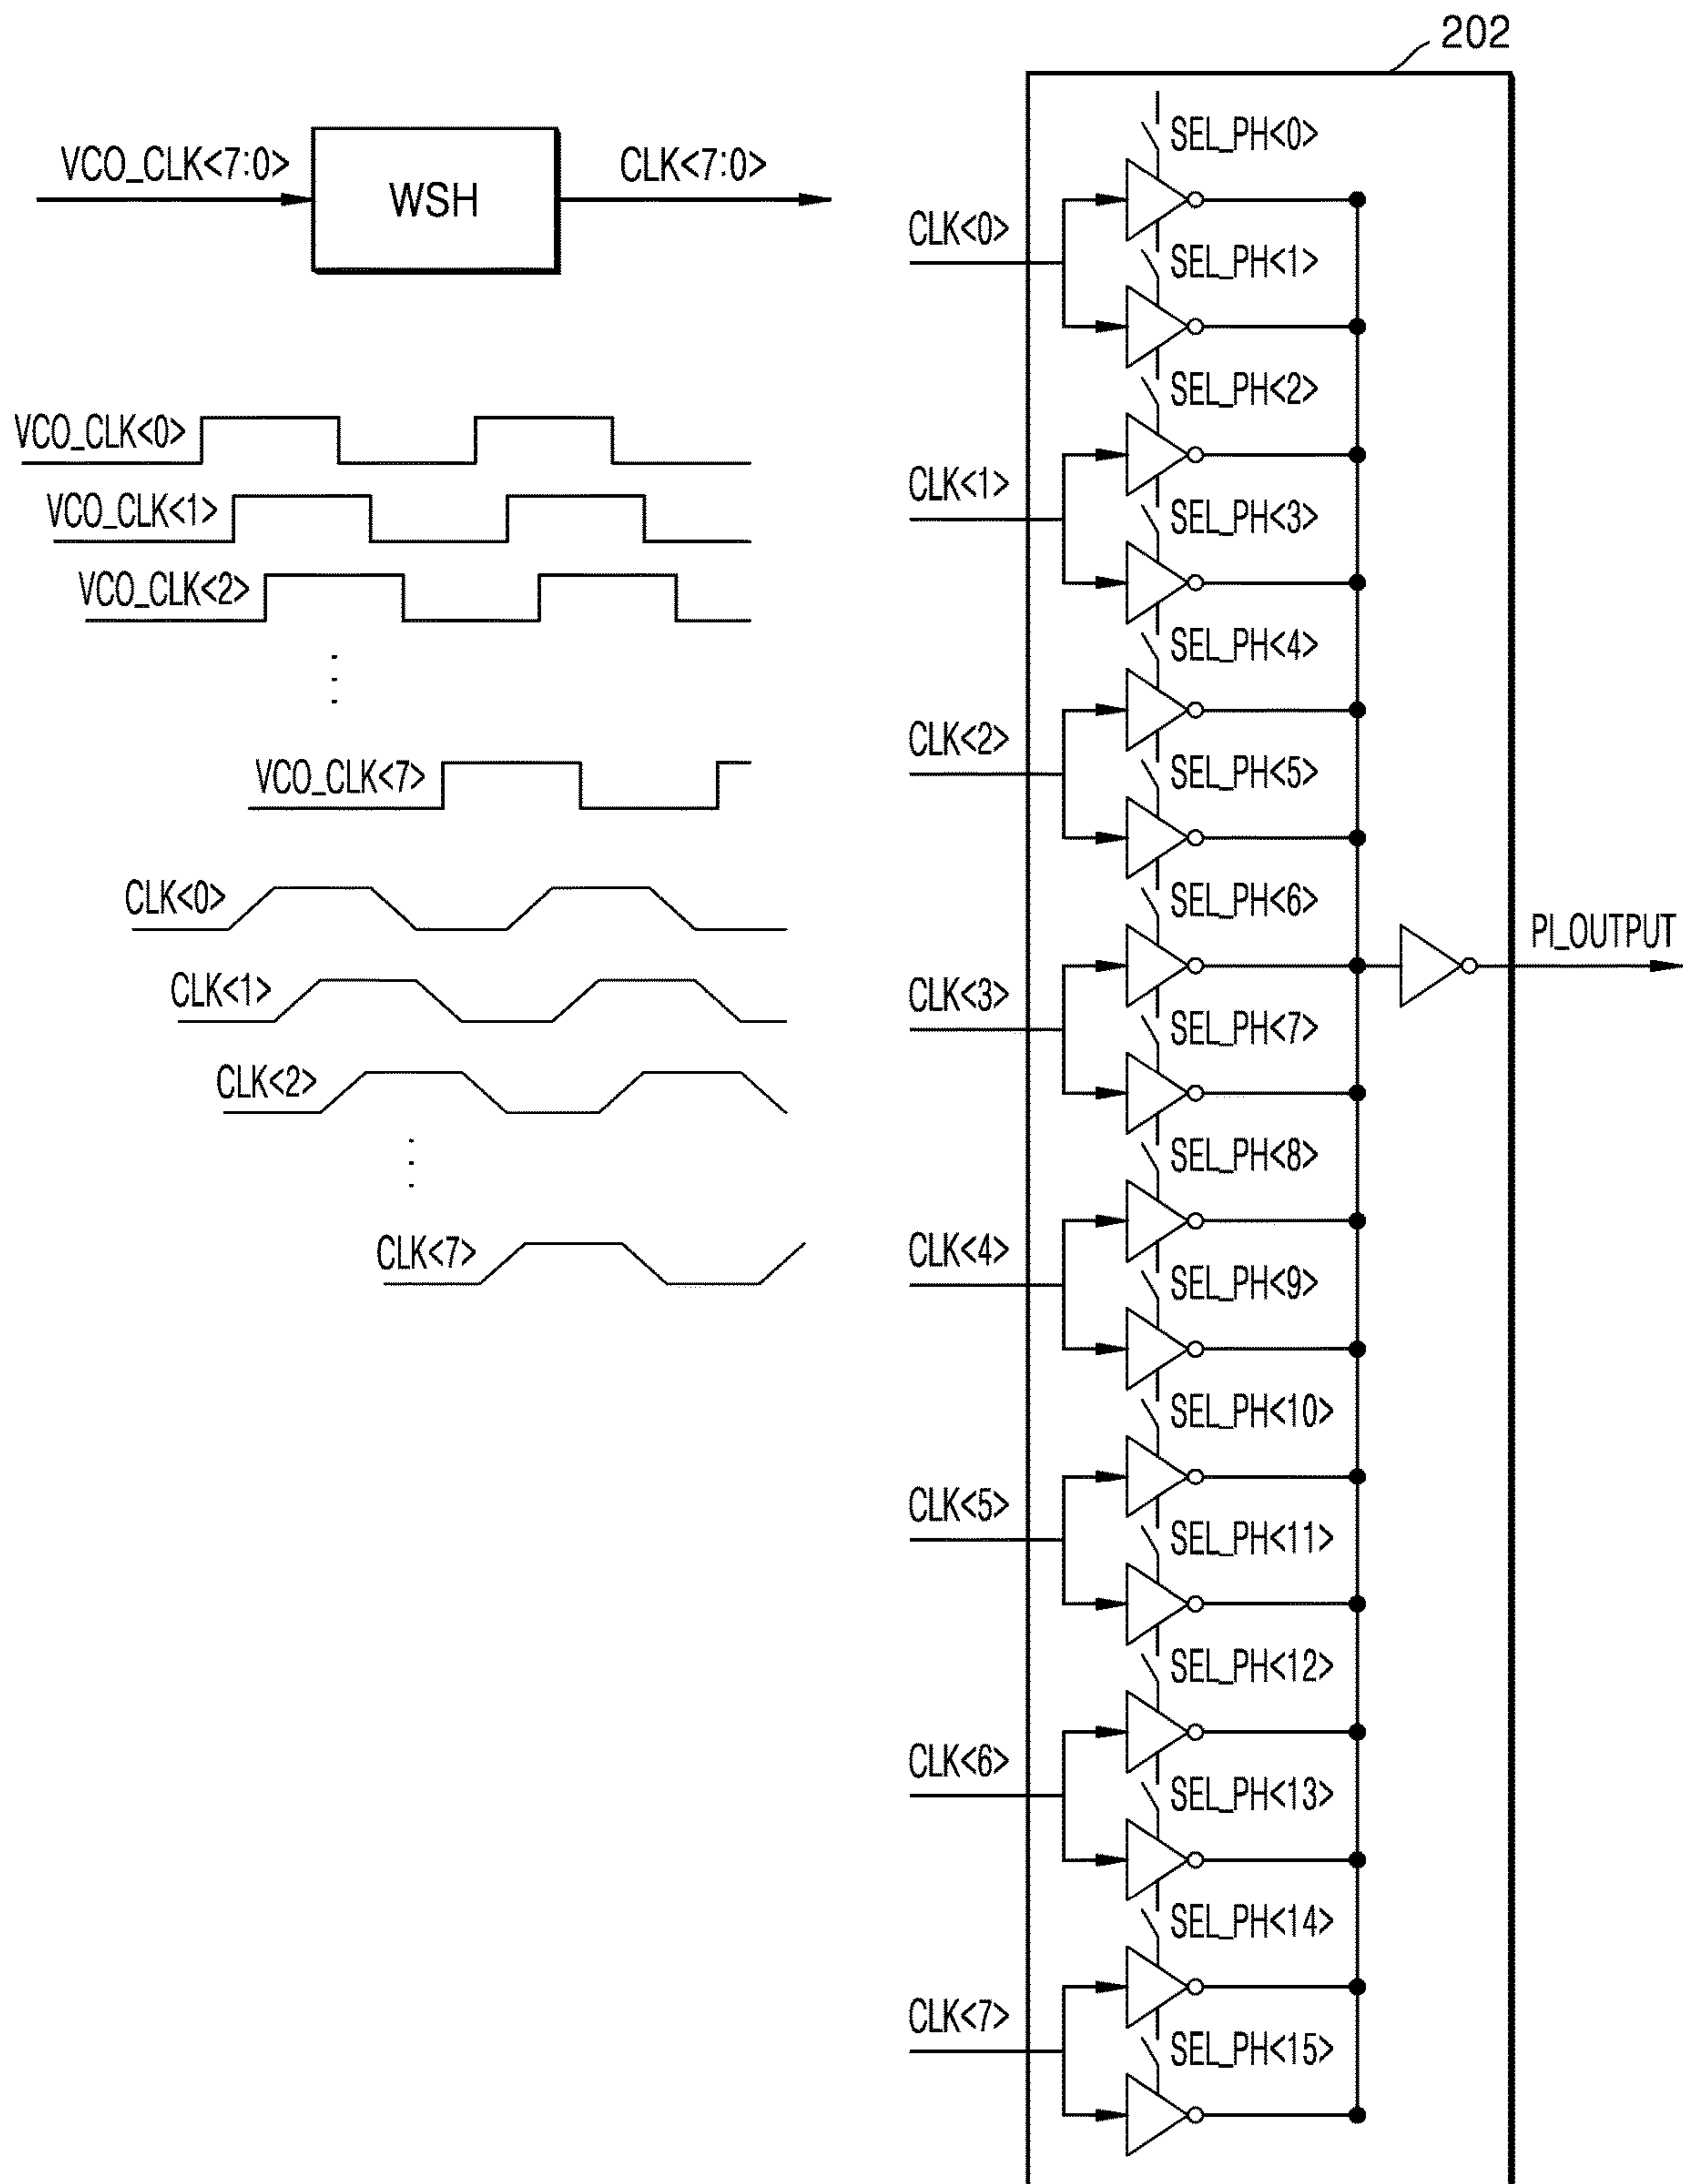 202
VCO_CLK<7:0>
WSH
CLK<7:0>
VCO_CLK<0>
VCO_CLK<1>
VCO_CLK<2>
VCO_CLK<7>
CLK<0>
CLK<1>
CLK<2>
CLK<7>
CLK<0>
CLK<1>
CLK<2>
CLK<3>
CLK<4>
CLK<5>
CLK<6>
CLK<7>
SEL_PH<0>
SEL_PH<1>
SEL_PH<2>
SEL_PH<3>
SEL_PH<4>
SEL_PH<5>
SEL_PH<6>
SEL_PH<7>
SEL_PH<8>
SEL_PH<9>
SEL_PH<10>
SEL_PH<11>
SEL_PH<12>
SEL_PH<13>
SEL_PH<14>
SEL_PH<15>
PI_OUTPUT